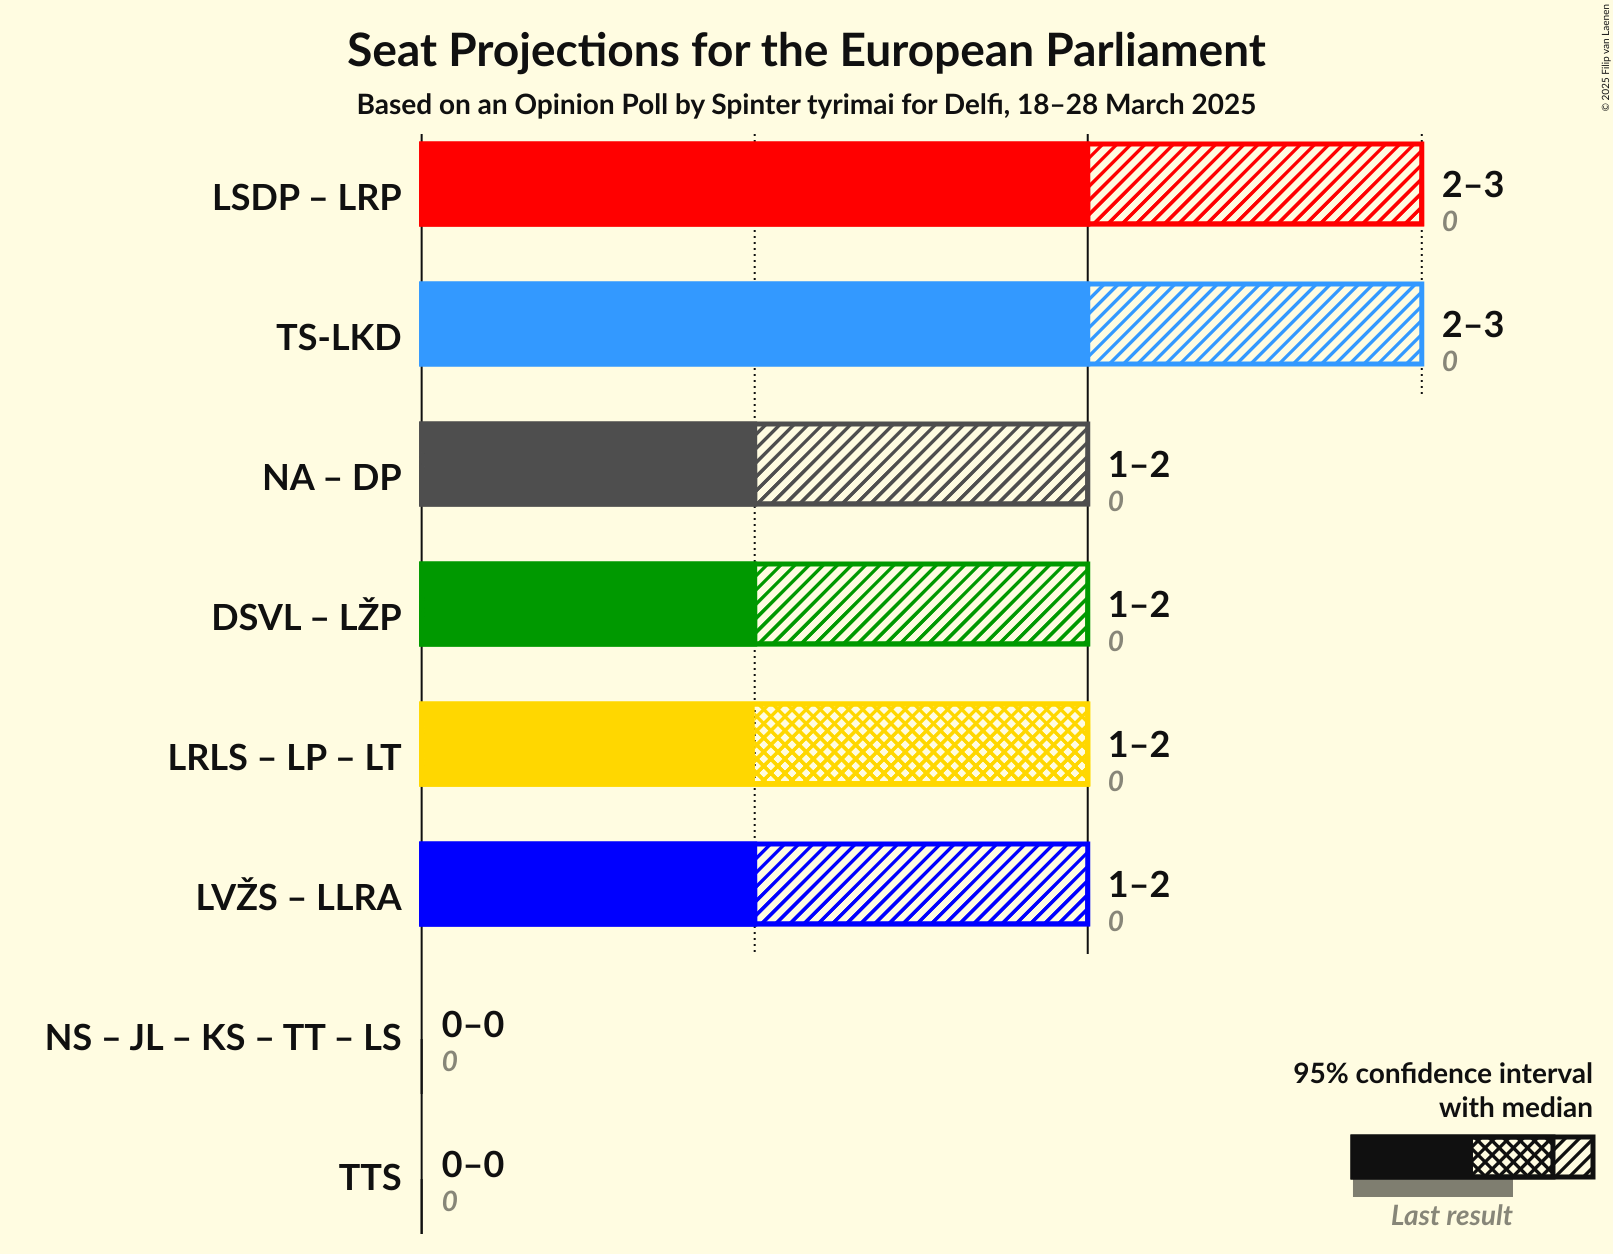 Seat Projections for the European Parliament
Based on an Opinion Poll by Spinter tyrimai for Delfi, 18–28 March 2025
© 2025 Filip van Laenen
LSDP – LRP
2–3
0
TS-LKD
2–3
0
NA – DP
1–2
0
DSVL – LŽP
1–2
0
LRLS – LP – LT
1–2
0
LVŽS – LLRA
1–2
0
NS – JL – KS – TT – LS
0–0
0
TTS
0–0
0
95% confidence interval
with median
Last result